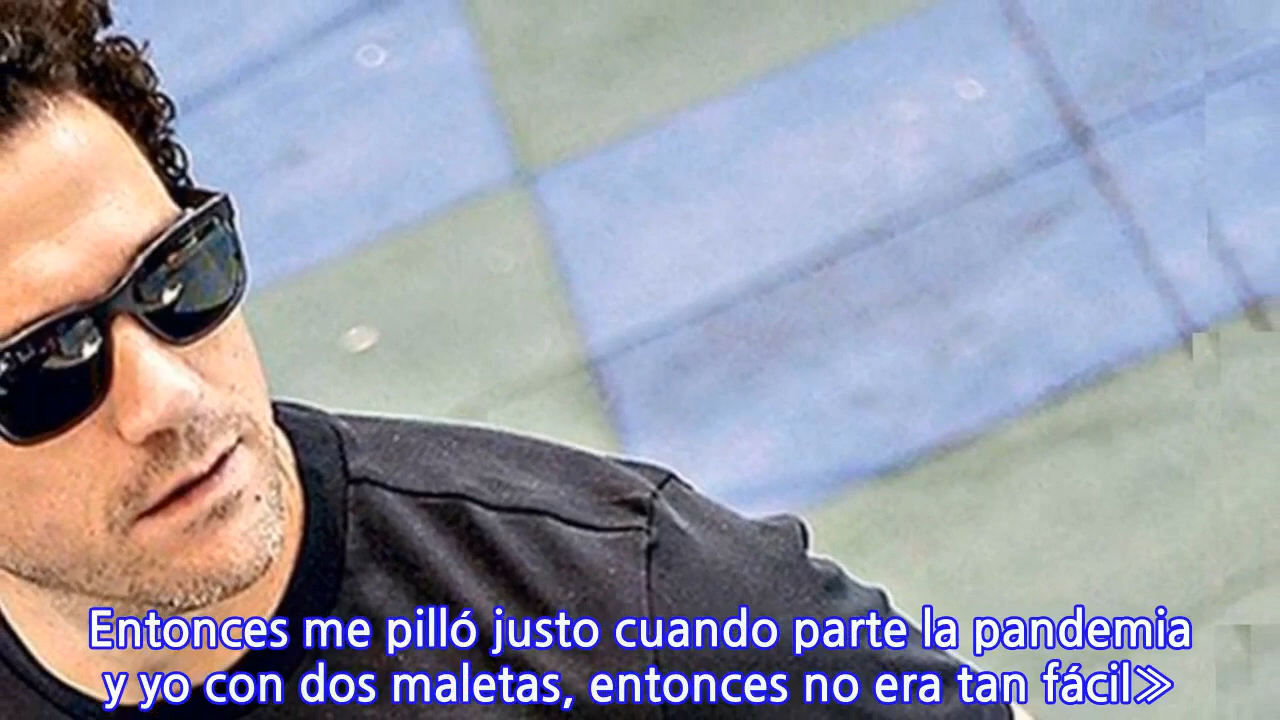 Entonces me pilló justo cuando parte la pandemia
y yo con dos maletas, entonces no era tan fácil»